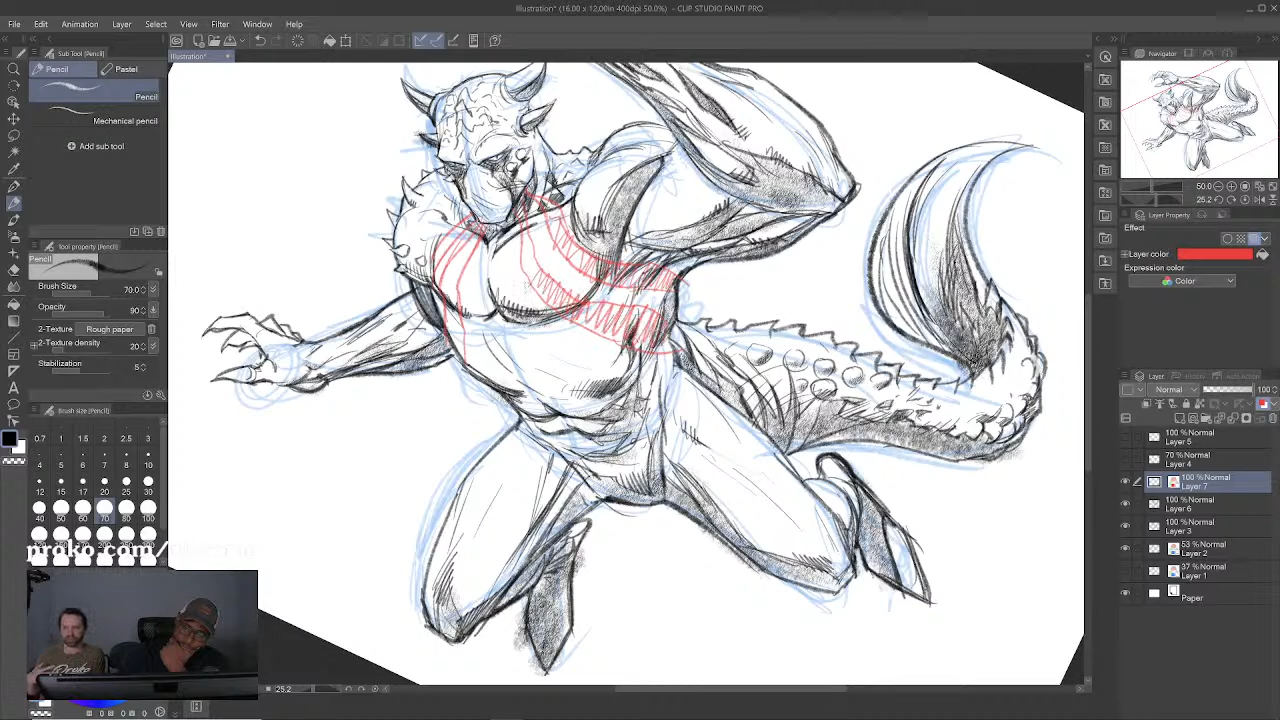 Illustration* (16.00 x 12.00in 400dpi 50.0%) - CLIP STUDIO PAINT PRO
File Edit Animation Layer Select View Filter Window Help
Sub Tool [Pencil]
Illustration*
Navigator
Pencil Pastel
Pencil
Mechanical pencil
Add sub tool
50.0
25.2
Layer Property
Effect
Layer color
Expression color
Color
Tool property [Pencil]
Pencil
Brush Size 70.0
Opacity 90
2-Texture Rough paper
2-Texture density 20
Stabilization 5
Brush size [Pencil]
0.7 1 1.5 2 2.5 3
4 5 6 7 8 10
12 15 17 20 25 30
40 50 60 70 80 100
Layer
Normal 100
100 %Normal
Layer 5
70 %Normal
Layer 4
100 %Normal
Layer 7
100 %Normal
Layer 6
100 %Normal
Layer 3
53 %Normal
Layer 2
37 %Normal
Layer 1
Paper
proko.com/
Proko
25.2